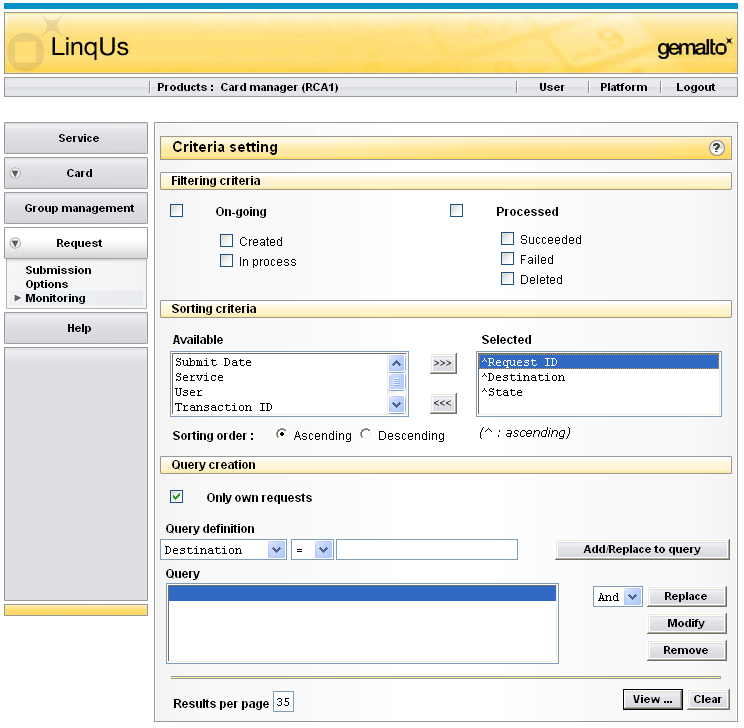 LinqUs
gemalto
Products : Card manager (RCA1)
User
Platform
Logout
Service
Card
Group management
Request
Submission
Options
Monitoring
Help
Criteria setting
?
Filtering criteria
On-going
Processed
Created
In process
Succeeded
Failed
Deleted
Sorting criteria
Available
Selected
Submit Date
Service
User
Transaction ID
>>>
<<<
^Request ID
^Destination
^State
Sorting order :
Ascending
Descending
(^ : ascending)
Query creation
Only own requests
Query definition
Destination
=
Add/Replace to query
Query
And
Replace
Modify
Remove
Results per page 35
View ...
Clear